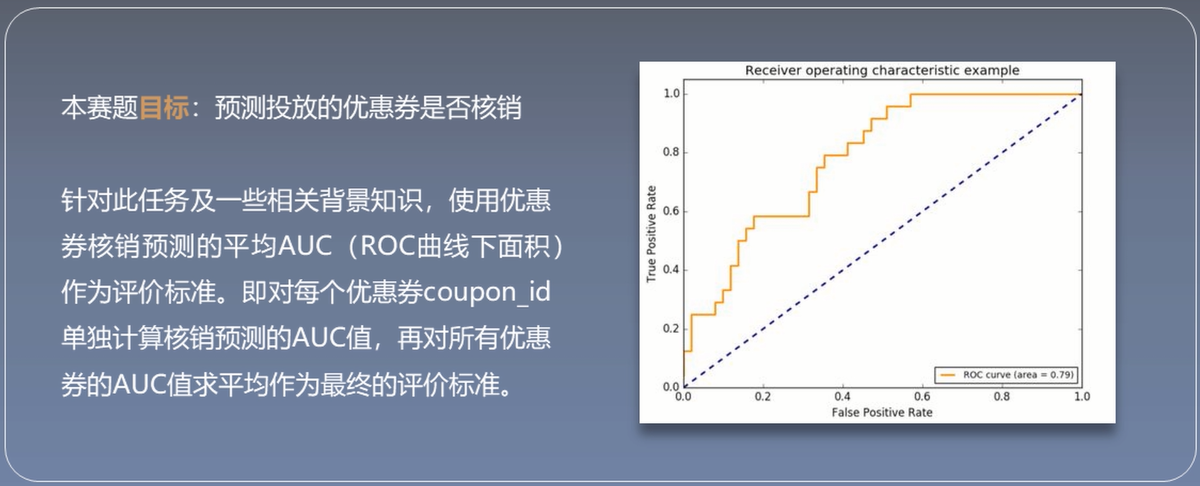 本赛题目标：预测投放的优惠券是否核销
针对此任务及一些相关背景知识，使用优惠
券核销预测的平均AUC（ROC曲线下面积）
作为评价标准。即对每个优惠券coupon_id
单独计算核销预测的AUC值，再对所有优惠
券的AUC值求平均作为最终的评价标准。
Receiver operating characteristic example
True Positive Rate
1.0
0.8
0.6
0.4
0.2
0.0
ROC curve (area = 0.79)
0.0 0.2 0.4 0.6 0.8 1.0
False Positive Rate